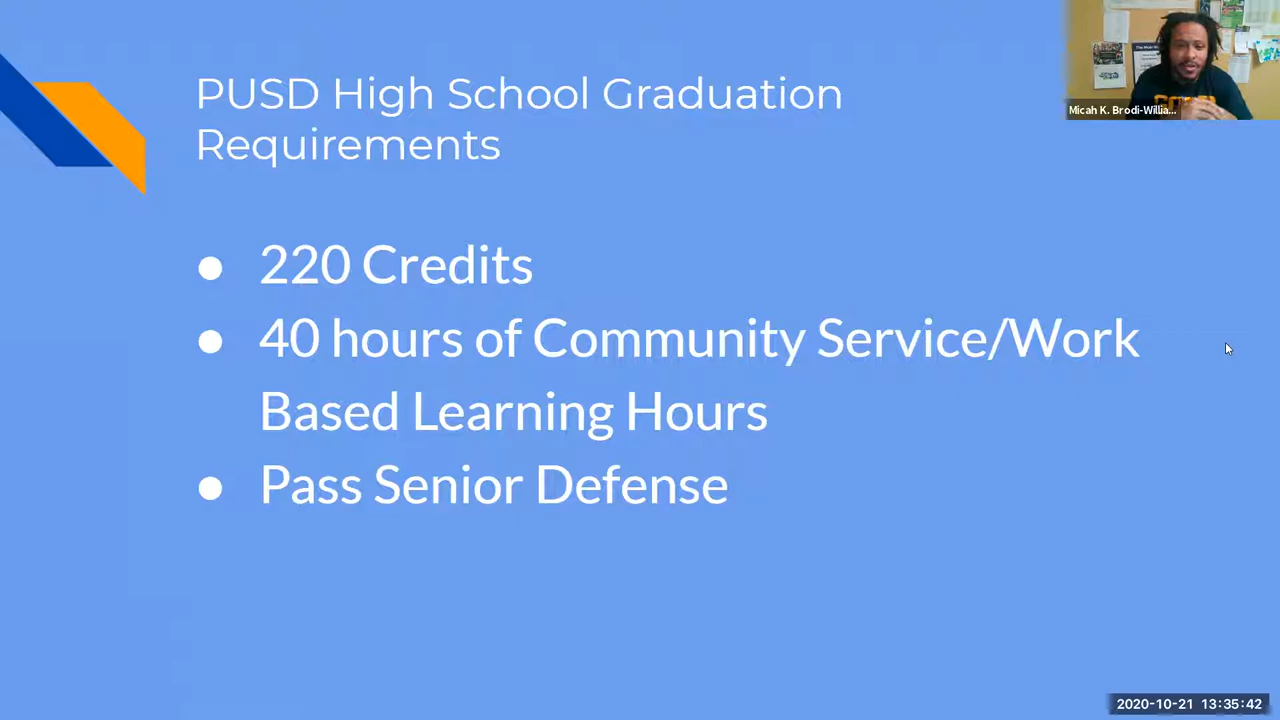 PUSD High School Graduation
Requirements
Micah K. Brodi-Willia...
● 220 Credits
● 40 hours of Community Service/Work
Based Learning Hours
● Pass Senior Defense
2020-10-21 13:35:42